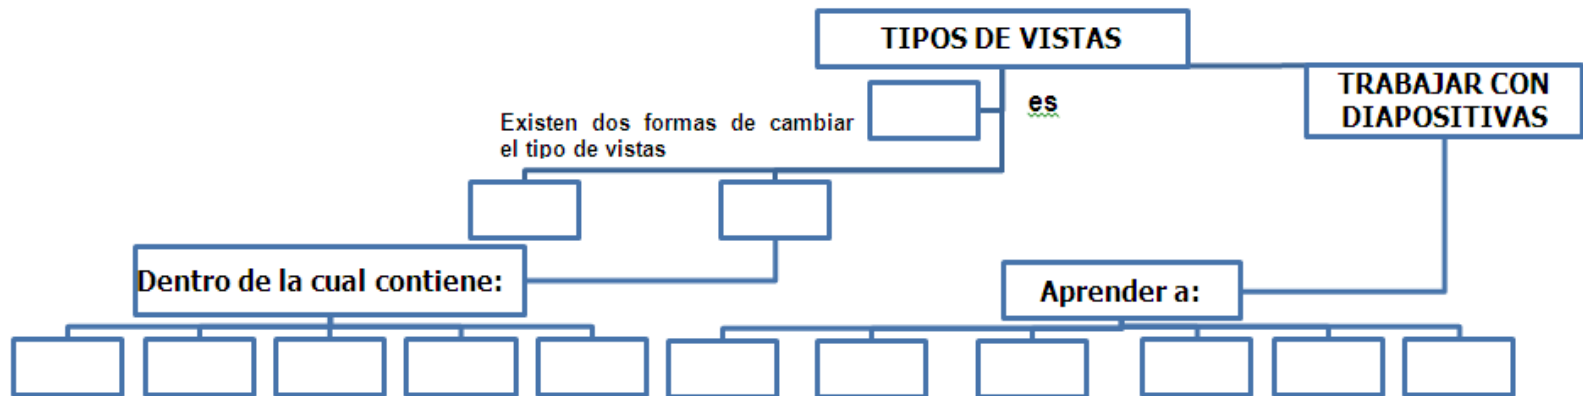 TIPOS DE VISTAS
TRABAJAR CON
DIAPOSITIVAS
es
Existen dos formas de cambiar
el tipo de vistas
Dentro de la cual contiene:
Aprender a: